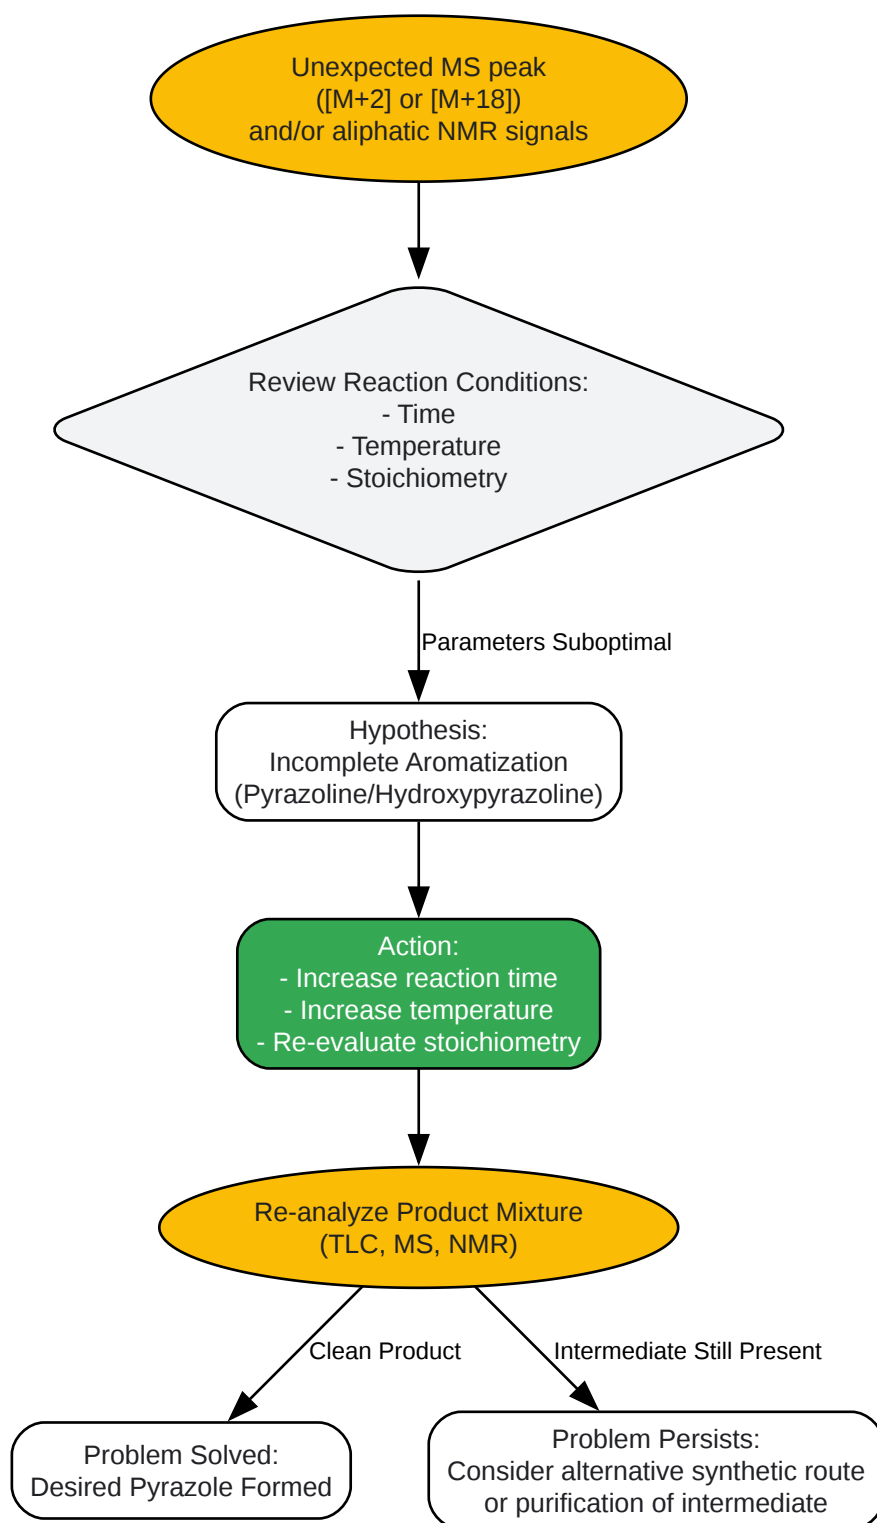 Unexpected MS peak
([M+2] or [M+18])
and/or aliphatic NMR signals
Review Reaction Conditions:
- Time
- Temperature
- Stoichiometry
Parameters Suboptimal
Hypothesis:
Incomplete Aromatization
(Pyrazoline/Hydroxypyrazoline)
Action:
- Increase reaction time
- Increase temperature
- Re-evaluate stoichiometry
Re-analyze Product Mixture
(TLC, MS, NMR)
Clean Product
Intermediate Still Present
Problem Solved:
Desired Pyrazole Formed
Problem Persists:
Consider alternative synthetic route
or purification of intermediate